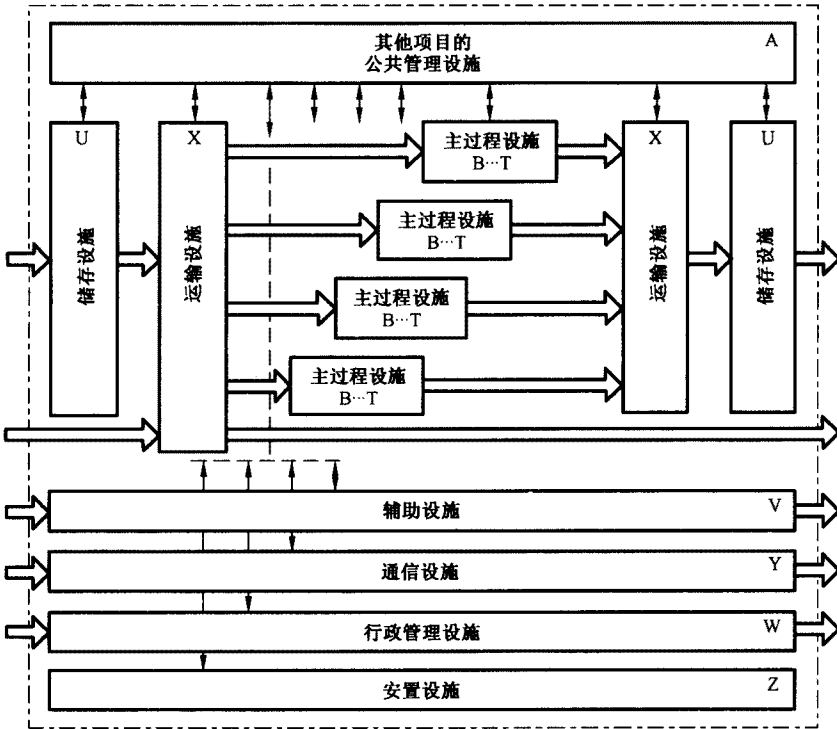 其他项目的
公共管理设施
A
U
储存设施
X
运输设施
主过程设施
B···T
主过程设施
B···T
主过程设施
B···T
主过程设施
B···T
X
运输设施
U
储存设施
辅助设施
V
通信设施
Y
行政管理设施
W
安置设施
Z